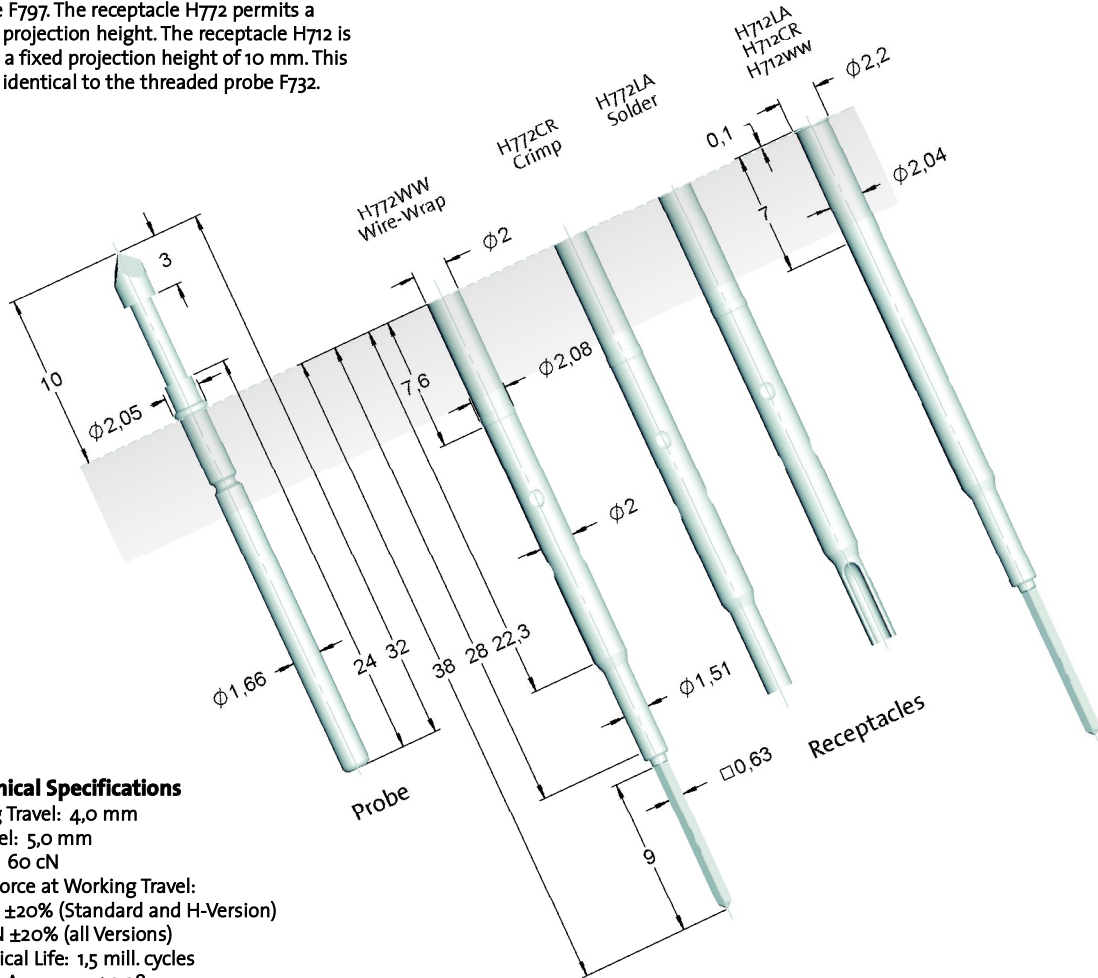 F797. The receptacle H772 permits a
projection height. The receptacle H712 is
a fixed projection height of 10 mm. This
identical to the threaded probe F732.
H712LA
H712CR
H712WW
Ø2,2
H772LA
Solder
0,1
H772CR
Crimp
Ø2,04
7
H772WW
Wire-Wrap
Ø2
3
10
7,6
Ø2,08
Ø2,05
Ø2
24
32
38
28
22,3
Ø1,66
Ø1,51
Receptacles
□0,63
Probe
9
Travel: 4,0 mm
5,0 mm
60 cN
at Working Travel:
±20% (Standard and H-Version)
±20% (all Versions)
Life: 1,5 mill. cycles
Specifications